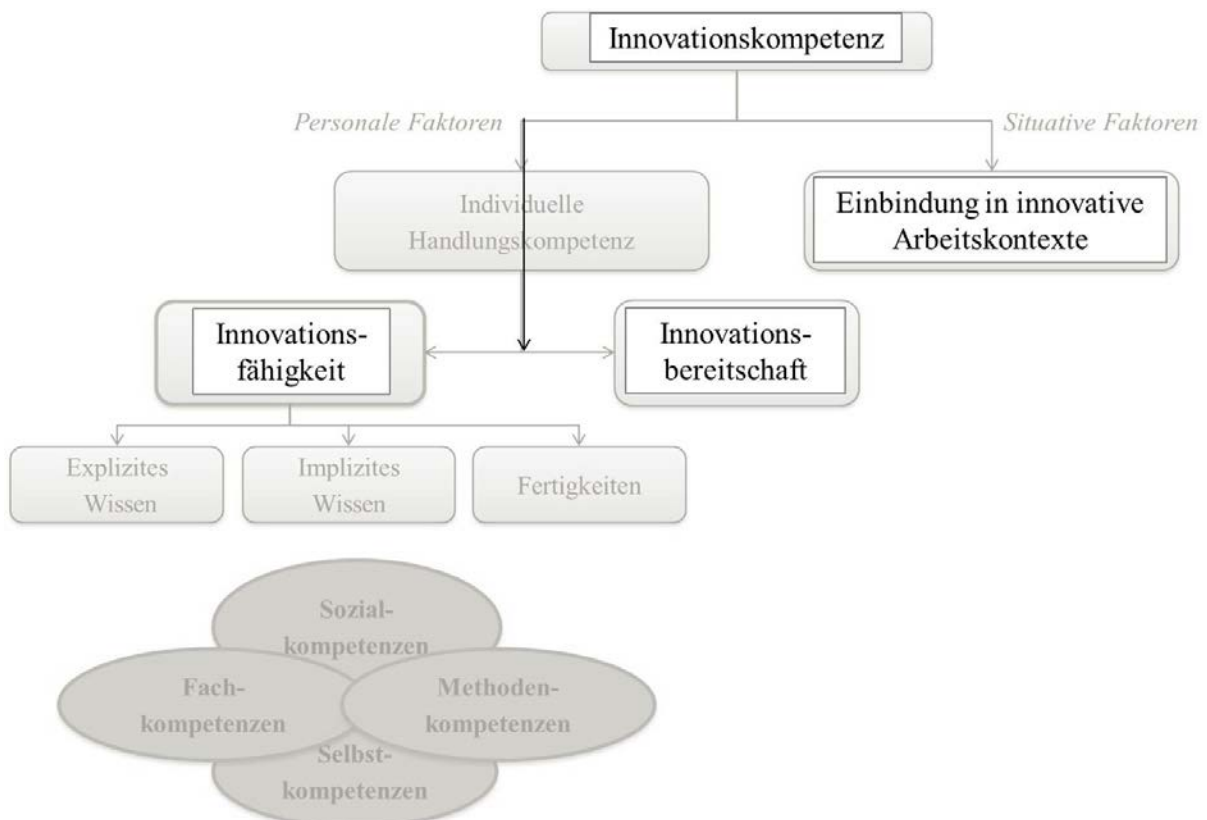 Innovationskompetenz
Personale Faktoren
Situative Faktoren
Individuelle
Handlungskompetenz
Einbindung in innovative
Arbeitskontexte
Innovations-
fähigkeit
Innovations-
bereitschaft
Explizites
Wissen
Implizites
Wissen
Fertigkeiten
Sozial-
kompetenzen
Fach-
kompetenzen
Methoden-
kompetenzen
Selbst-
kompetenzen